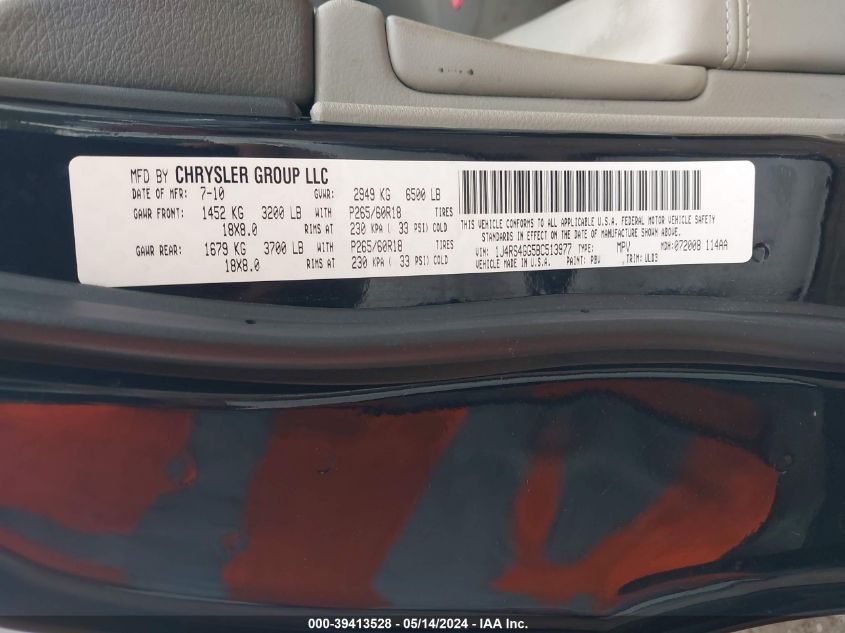 MFD BY CHRYSLER GROUP LLC
DATE OF MFR: 7-10 GVWR: 2949 KG 6500 LB
GAWR FRONT: 1452 KG 3200 LB WITH P265/60R18 TIRES
18X8.0 RIMS AT 230 KPA ( 33 PSI) COLD
GAWR REAR: 1679 KG 3700 LB WITH P265/60R18 TIRES
18X8.0 RIMS AT 230 KPA ( 33 PSI) COLD
THIS VEHICLE CONFORMS TO ALL APPLICABLE U.S.A. FEDERAL MOTOR VEHICLE SAFETY
STANDARDS IN EFFECT ON THE DATE OF MANUFACTURE SHOWN ABOVE.
VIN: 1J4RS4GG5BC513977 TYPE: MPV MDH: 072008 114AA
VEHICLE MADE IN U.S.A. PAINT: PBV TRIM: VLD3
000-39413528 - 05/14/2024 - IAA Inc.